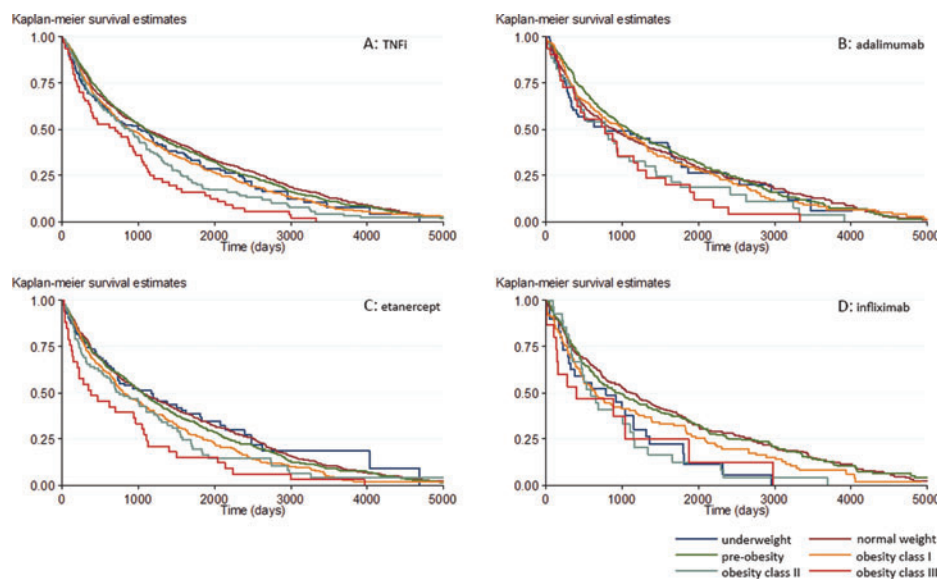 Kaplan-meier survival estimates
A: TNFi
1.00
0.75
0.50
0.25
0.00
0 1000 2000 3000 4000 5000
Time (days)
Kaplan-meier survival estimates
B: adalimumab
1.00
0.75
0.50
0.25
0.00
0 1000 2000 3000 4000 5000
Time (days)
Kaplan-meier survival estimates
C: etanercept
1.00
0.75
0.50
0.25
0.00
0 1000 2000 3000 4000 5000
Time (days)
Kaplan-meier survival estimates
D: infliximab
1.00
0.75
0.50
0.25
0.00
0 1000 2000 3000 4000 5000
Time (days)
underweight normal weight
pre-obesity obesity class I
obesity class II obesity class III